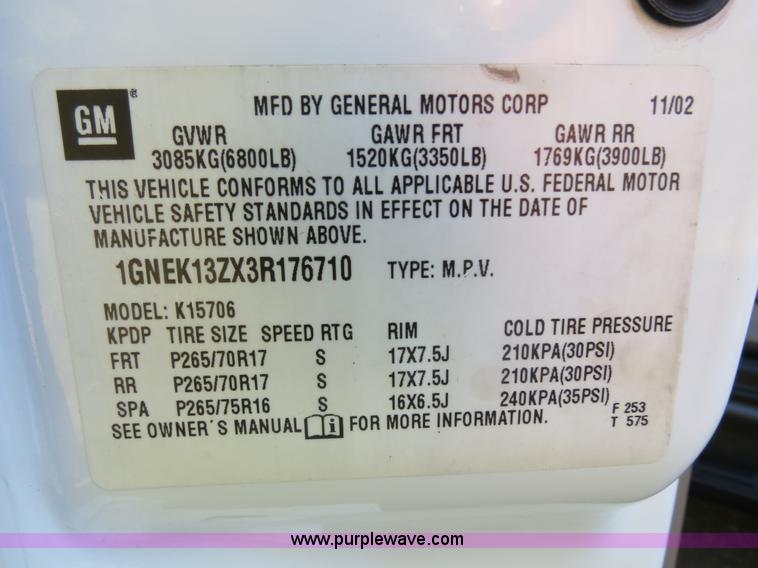 GM
MFD BY GENERAL MOTORS CORP 11/02
GVWR GAWR FRT GAWR RR
3085KG(6800LB) 1520KG(3350LB) 1769KG(3900LB)
THIS VEHICLE CONFORMS TO ALL APPLICABLE U.S. FEDERAL MOTOR
VEHICLE SAFETY STANDARDS IN EFFECT ON THE DATE OF
MANUFACTURE SHOWN ABOVE.
1GNEK13ZX3R176710 TYPE: M.P.V.
MODEL: K15706
KPDP TIRE SIZE SPEED RTG RIM COLD TIRE PRESSURE
FRT P265/70R17 S 17X7.5J 210KPA(30PSI)
RR P265/70R17 S 17X7.5J 210KPA(30PSI)
SPA P265/75R16 S 16X6.5J 240KPA(35PSI) F 253
SEE OWNER'S MANUAL i FOR MORE INFORMATION. T 575
www.purplewave.com